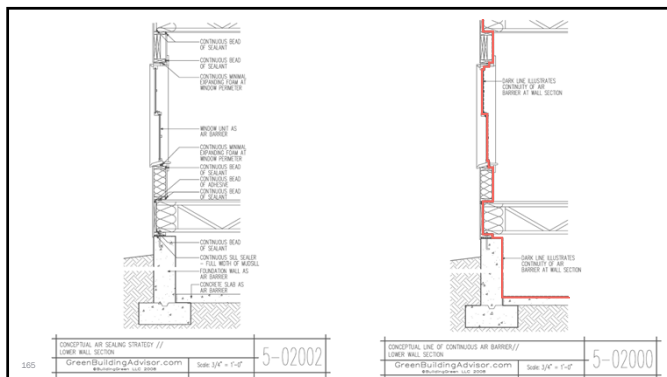 CONTINUOUS BEAD
OF SEALANT
CONTINUOUS BEAD
OF SEALANT
CONTINUOUS MINIMAL
EXPANDING FOAM AT
WINDOW PERIMETER
WINDOW UNIT AS
AIR BARRIER
CONTINUOUS MINIMAL
EXPANDING FOAM AT
WINDOW PERIMETER
CONTINUOUS BEAD
OF SEALANT
CONTINUOUS BEAD
OF ADHESIVE
CONTINUOUS BEAD
OF SEALANT
CONTINUOUS BEAD
OF SEALANT
CONTINUOUS SILL SEALER
- FULL WIDTH OF MUDSILL
FOUNDATION WALL AS
AIR BARRIER
CONCRETE SLAB AS
AIR BARRIER
CONCEPTUAL AIR SEALING STRATEGY //
LOWER WALL SECTION
5-02002
GreenBuildingAdvisor.com
©BuildingGreen LLC 2008
Scale: 3/4" = 1'-0"
DARK LINE ILLUSTRATES
CONTINUITY OF AIR
BARRIER AT WALL SECTION
DARK LINE ILLUSTRATES
CONTINUITY OF AIR
BARRIER AT WALL SECTION
CONCEPTUAL LINE OF CONTINUOUS AIR BARRIER//
LOWER WALL SECTION
5-02000
GreenBuildingAdvisor.com
©BuildingGreen LLC 2008
Scale: 3/4" = 1'-0"
165